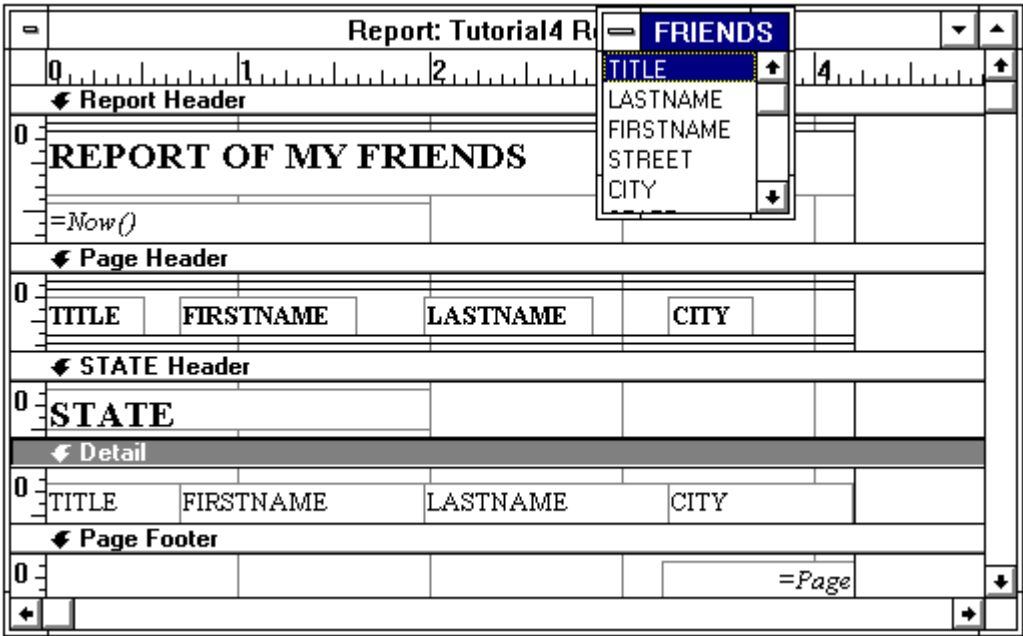 Report: Tutorial4 R
FRIENDS
TITLE
LASTNAME
FIRSTNAME
STREET
CITY
0 1 2 4
Report Header
0
REPORT OF MY FRIENDS
=Now()
Page Header
0
TITLE FIRSTNAME LASTNAME CITY
STATE Header
0
STATE
Detail
0
TITLE FIRSTNAME LASTNAME CITY
Page Footer
0
=Page